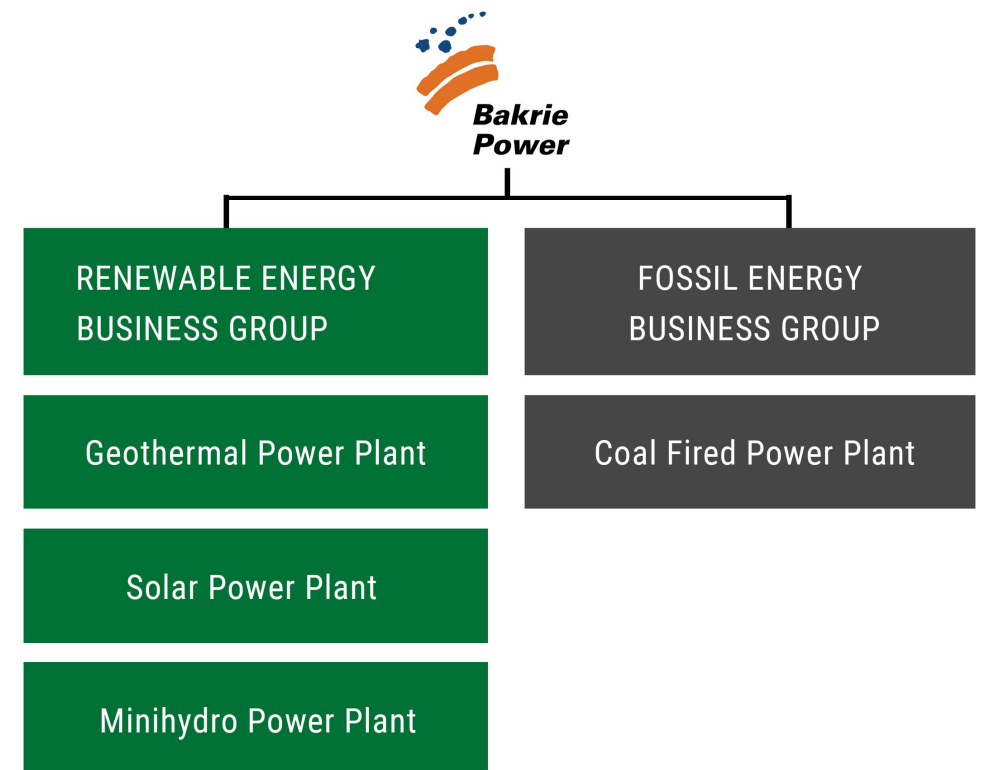 Bakrie
Power
RENEWABLE ENERGY
BUSINESS GROUP
Geothermal Power Plant
Solar Power Plant
Minihydro Power Plant
FOSSIL ENERGY
BUSINESS GROUP
Coal Fired Power Plant